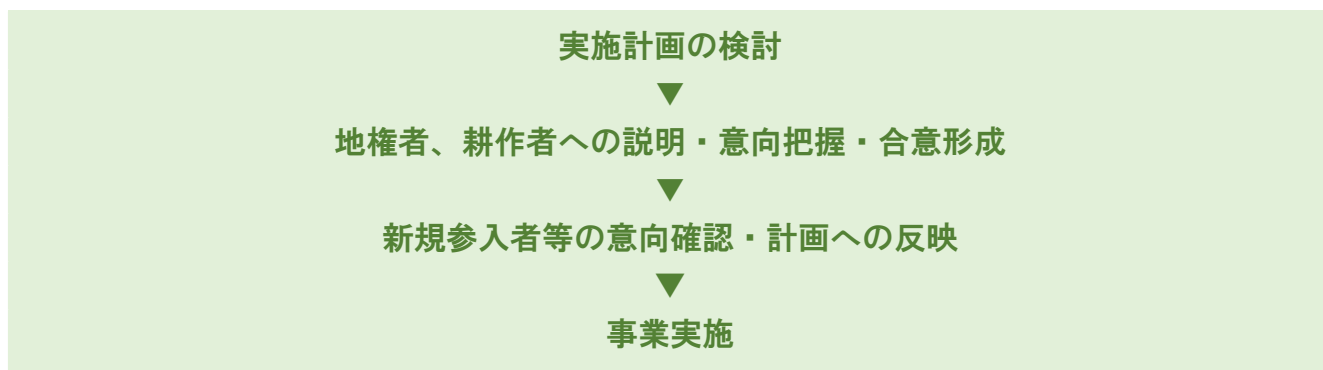 実施計画の検討
▼
地権者、耕作者への説明・意向把握・合意形成
▼
新規参入者等の意向確認・計画への反映
▼
事業実施